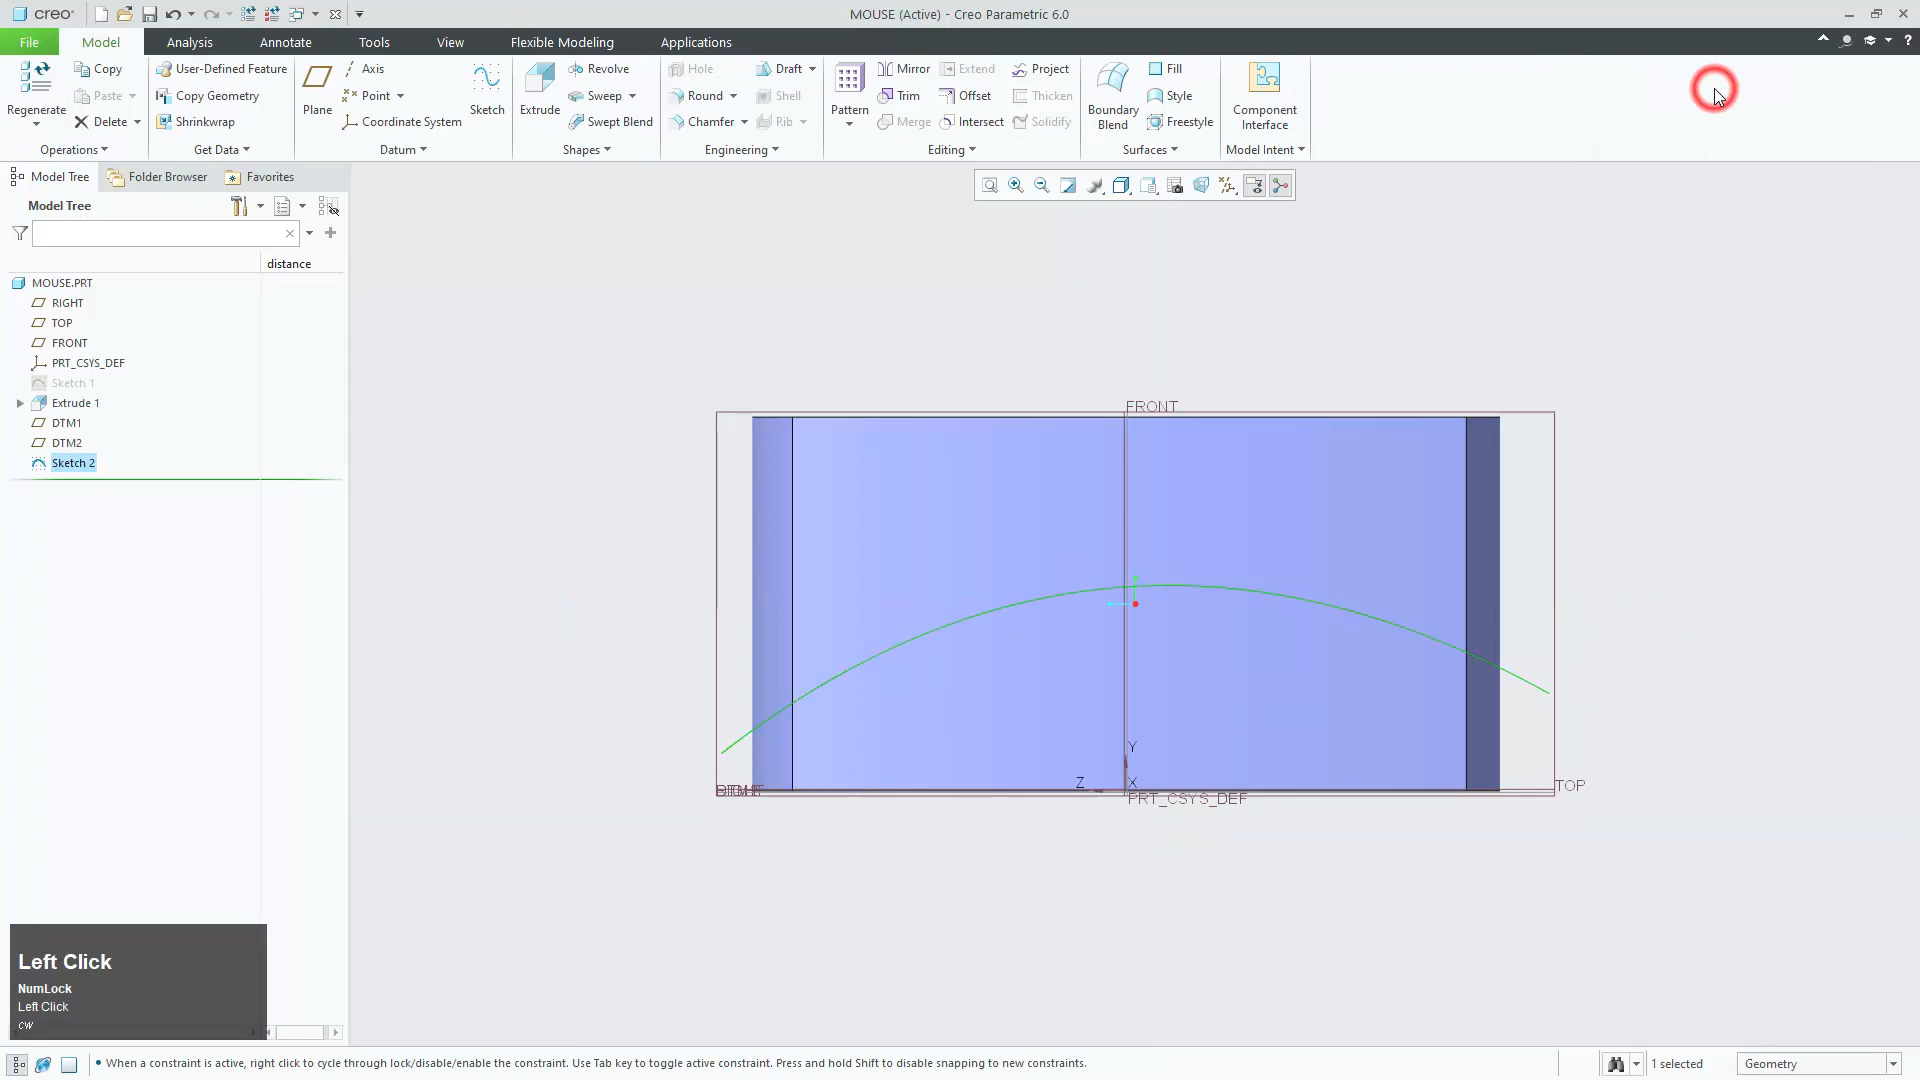 creo
MOUSE (Active) - Creo Parametric 6.0
File Model Analysis Annotate Tools View Flexible Modeling Applications
Regenerate
Copy
Paste
Delete
Operations
User-Defined Feature
Copy Geometry
Shrinkwrap
Get Data
Plane
Axis
Point
Coordinate System
Sketch
Datum
Extrude
Revolve
Sweep
Swept Blend
Shapes
Hole
Round
Chamfer
Draft
Shell
Rib
Engineering
Pattern
Mirror
Trim
Merge
Extend
Offset
Intersect
Project
Thicken
Solidify
Editing
Boundary
Blend
Fill
Style
Freestyle
Surfaces
Component
Interface
Model Intent
Model Tree Folder Browser Favorites
Model Tree
distance
MOUSE.PRT
RIGHT
TOP
FRONT
PRT_CSYS_DEF
Sketch 1
Extrude 1
DTM1
DTM2
Sketch 2
FRONT
Y
Z
X
TOP
PRT_CSYS_DEF
Left Click
NumLock
Left Click
cw
When a constraint is active, right click to cycle through lock/disable/enable the constraint. Use Tab key to toggle active constraint. Press and hold Shift to disable snapping to new constraints.
1 selected
Geometry